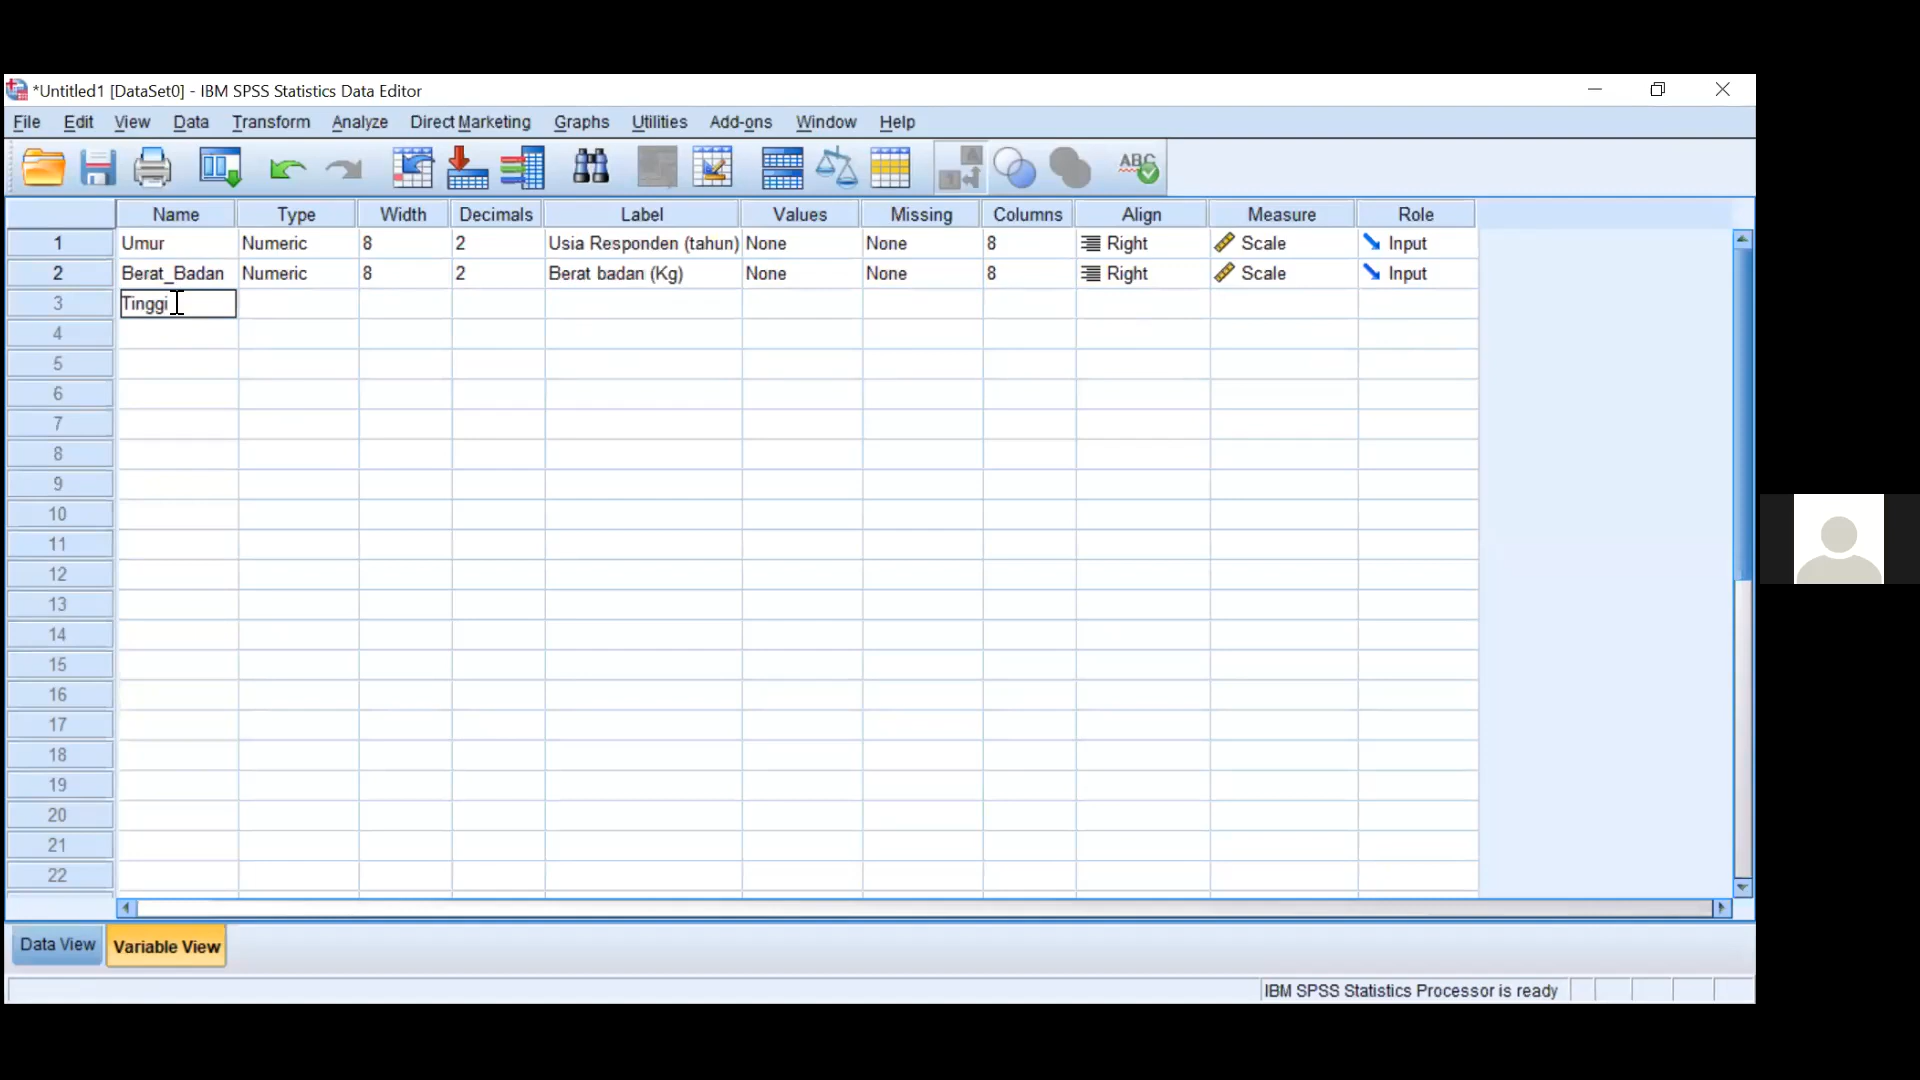 *Untitled1 [DataSet0] - IBM SPSS Statistics Data Editor
File Edit View Data Transform Analyze Direct Marketing Graphs Utilities Add-ons Window Help
A
1
ABC
Name Type Width Decimals Label Values Missing Columns Align Measure Role
1 Umur Numeric 8 2 Usia Responden (tahun) None None 8 Right Scale Input
2 Berat_Badan Numeric 8 2 Berat badan (Kg) None None 8 Right Scale Input
3 Tinggi
4
5
6
7
8
9
10
11
12
13
14
15
16
17
18
19
20
21
22
Data View Variable View
IBM SPSS Statistics Processor is ready